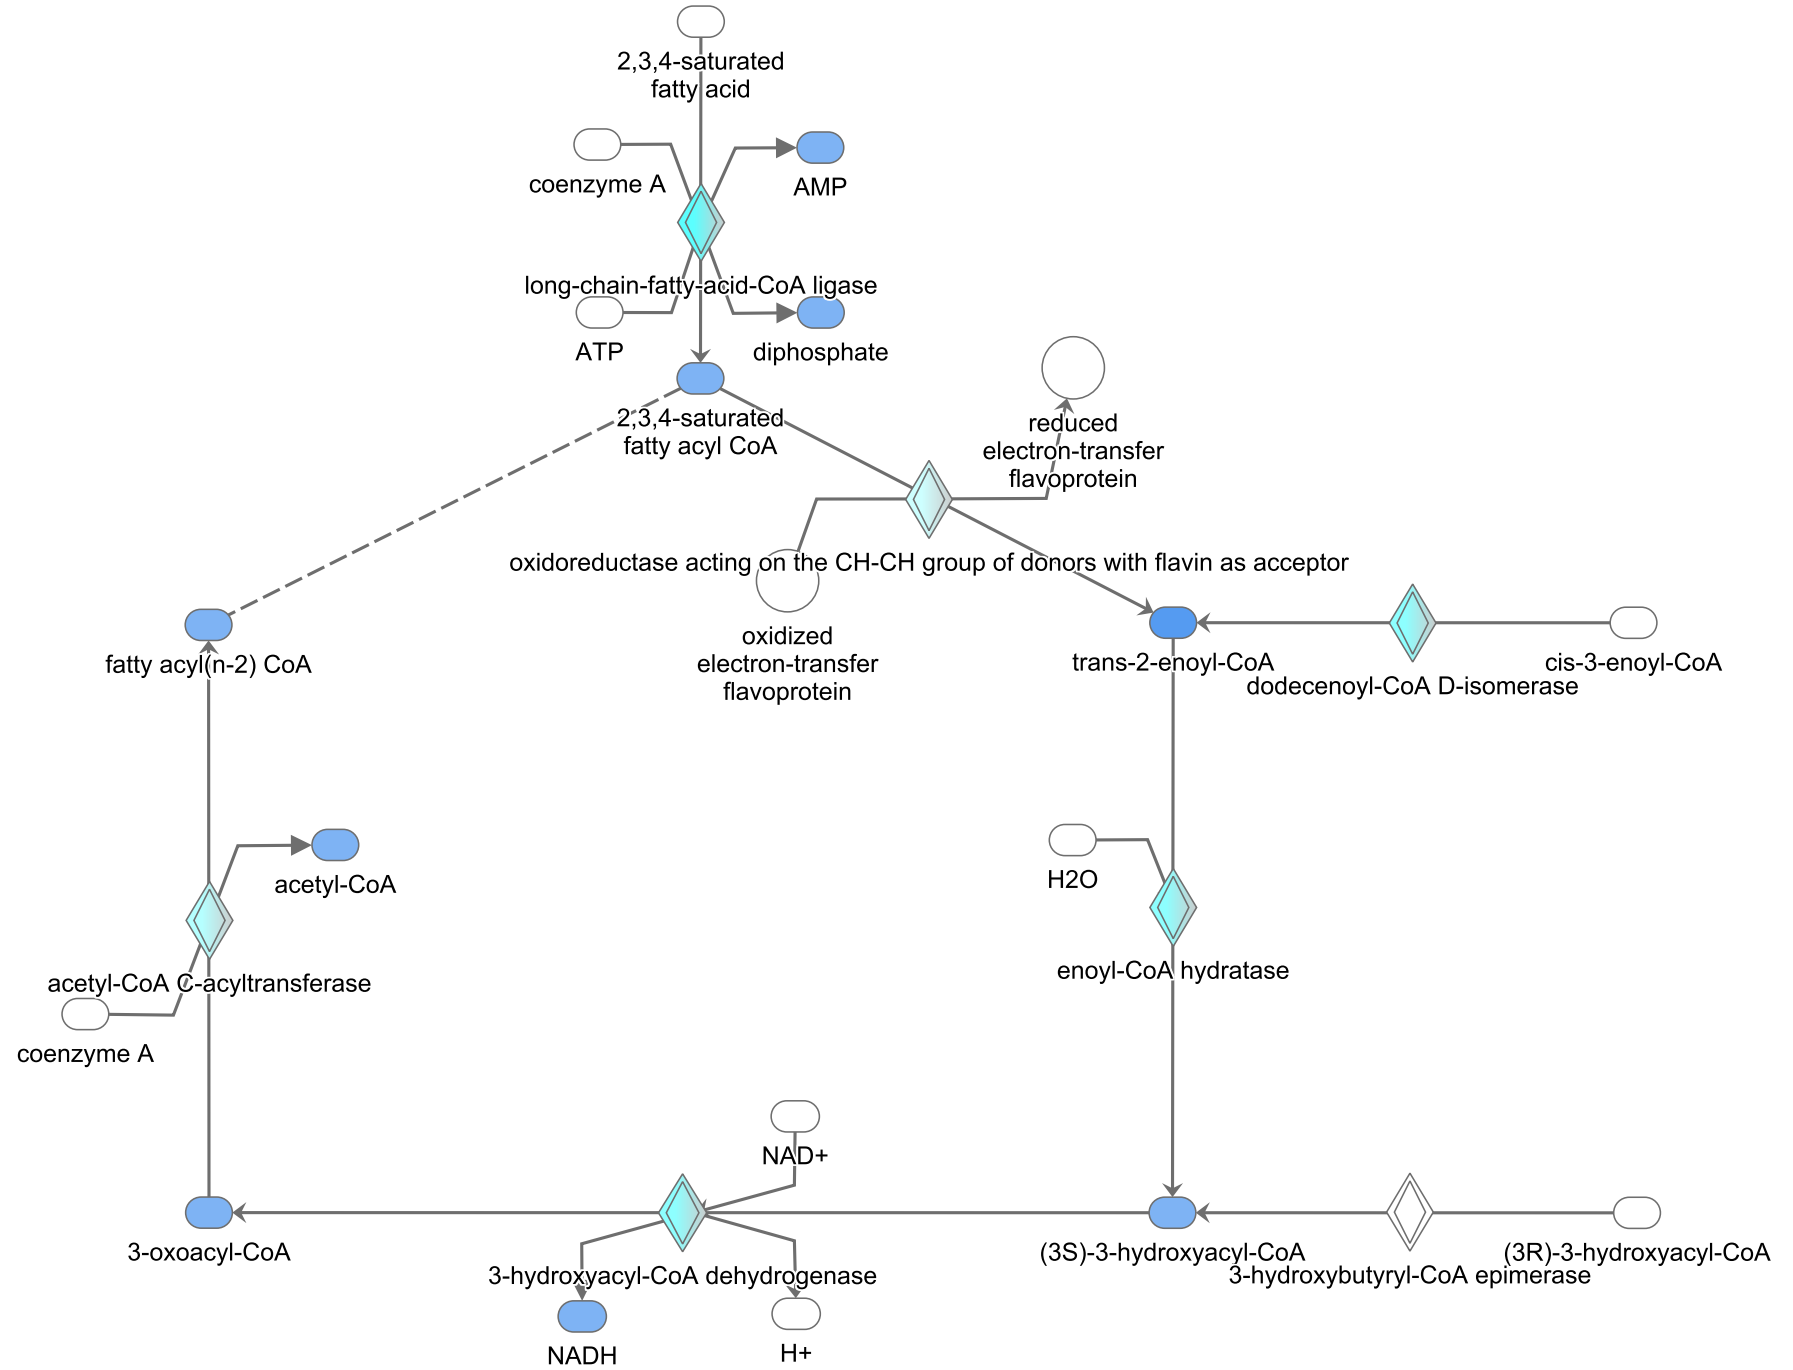 2,3,4-saturated
fatty acid
coenzyme A
AMP
long-chain-fatty-acid-CoA ligase
ATP
diphosphate
2,3,4-saturated
fatty acyl CoA
reduced
electron-transfer
flavoprotein
oxidoreductase acting on the CH-CH group of donors with flavin as acceptor
oxidized
electron-transfer
flavoprotein
fatty acyl(n-2) CoA
trans-2-enoyl-CoA
cis-3-enoyl-CoA
dodecenoyl-CoA D-isomerase
H2O
acetyl-CoA
enoyl-CoA hydratase
acetyl-CoA C-acyltransferase
coenzyme A
NAD+
3-oxoacyl-CoA
(3S)-3-hydroxyacyl-CoA
(3R)-3-hydroxyacyl-CoA
3-hydroxyacyl-CoA dehydrogenase
3-hydroxybutyryl-CoA epimerase
NADH
H+